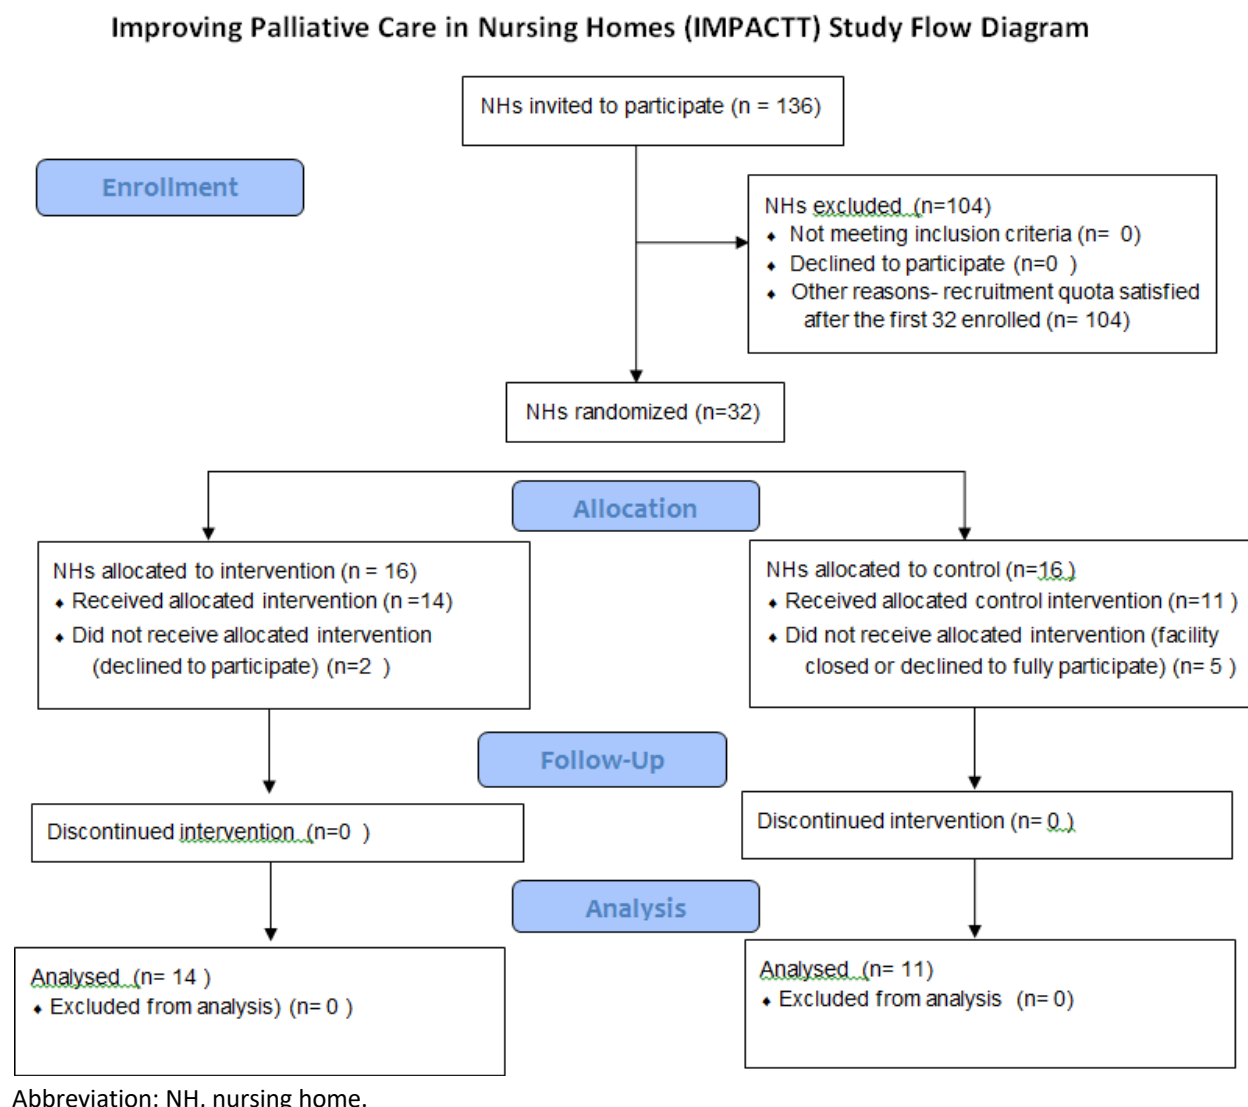 Improving Palliative Care in Nursing Homes (IMPACTT) Study Flow Diagram
NHs invited to participate (n = 136)
Enrollment
NHs excluded (n=104)
⬧ Not meeting inclusion criteria (n= 0)
⬧ Declined to participate (n=0 )
⬧ Other reasons- recruitment quota satisfied
after the first 32 enrolled (n= 104)
NHs randomized (n=32)
Allocation
NHs allocated to intervention (n = 16)
⬧ Received allocated intervention (n =14)
⬧ Did not receive allocated intervention
(declined to participate) (n=2 )
NHs allocated to control (n=16 )
⬧ Received allocated control intervention (n=11 )
⬧ Did not receive allocated intervention (facility
closed or declined to fully participate) (n= 5 )
Follow-Up
Discontinued intervention (n=0 )
Discontinued intervention (n= 0 )
Analysis
Analysed (n= 14 )
⬧ Excluded from analysis) (n= 0 )
Analysed (n= 11)
⬧ Excluded from analysis (n= 0)
Abbreviation: NH, nursing home.